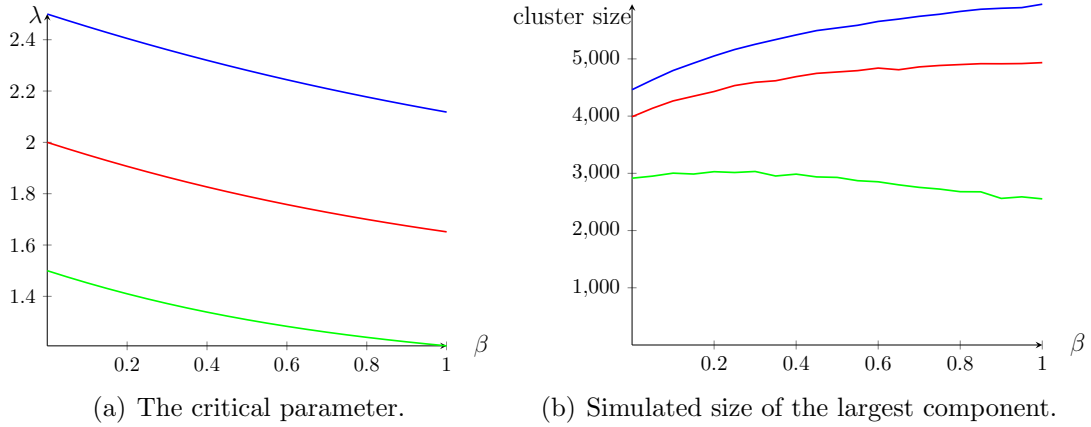 λ
2.4
2.2
2
1.8
1.6
1.4
0.2 0.4 0.6 0.8 1 β
(a) The critical parameter.
cluster size
5,000
4,000
3,000
2,000
1,000
0.2 0.4 0.6 0.8 1 β
(b) Simulated size of the largest component.